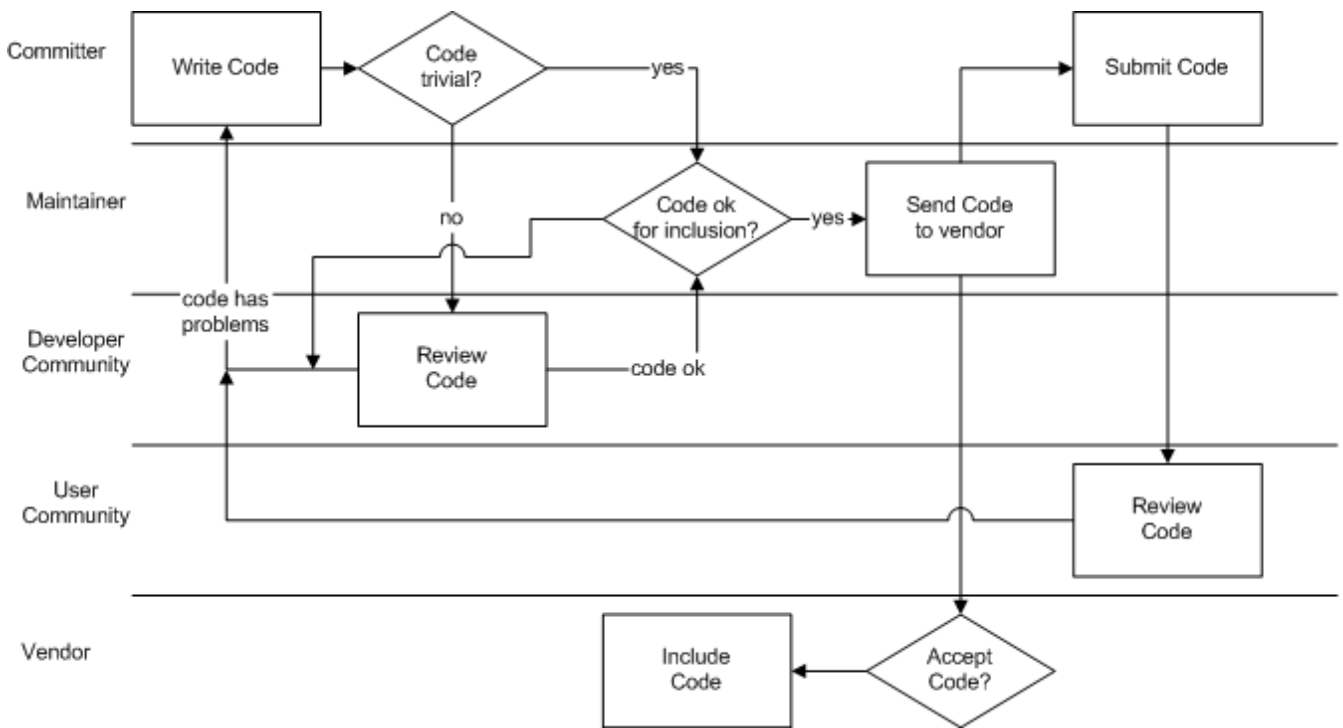 Committer
Write Code
Code
trivial?
yes
Submit Code
Maintainer
no
Code ok
for inclusion?
yes
Send Code
to vendor
code has
problems
Developer
Community
Review
Code
code ok
User
Community
Review
Code
Vendor
Include
Code
Accept
Code?